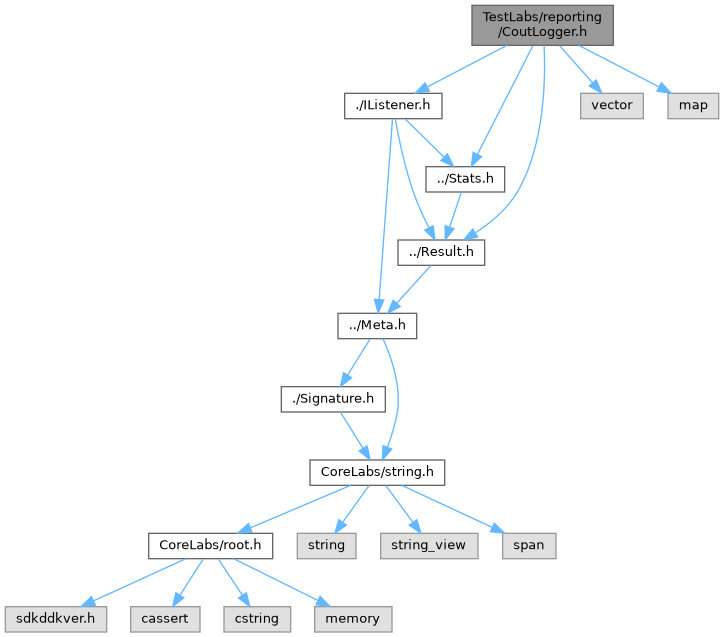 TestLabs/reporting
/CoutLogger.h
./IListener.h
vector
map
../Stats.h
../Result.h
../Meta.h
./Signature.h
CoreLabs/string.h
CoreLabs/root.h
string
string_view
span
sdkddkver.h
cassert
cstring
memory